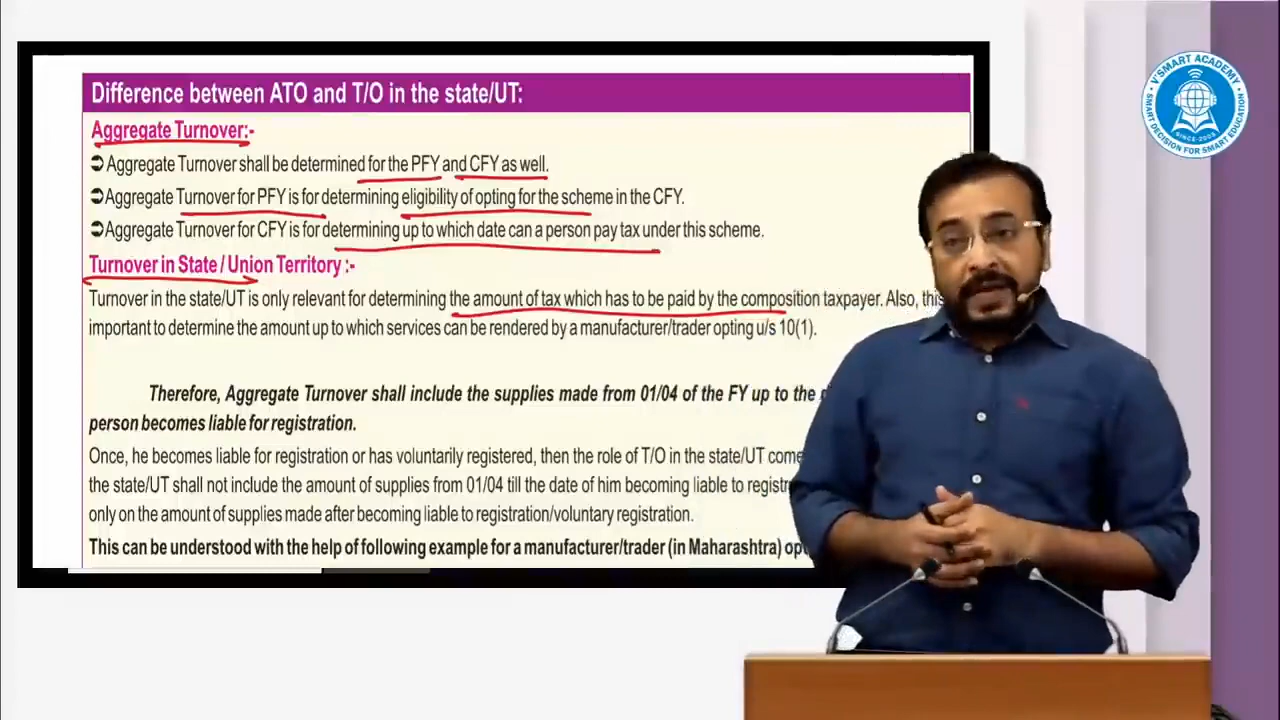 Difference between ATO and T/O in the state/UT:
Aggregate Turnover:-
➲Aggregate Turnover shall be determined for the PFY and CFY as well.
➲Aggregate Turnover for PFY is for determining eligibility of opting for the scheme in the CFY.
➲Aggregate Turnover for CFY is for determining up to which date can a person pay tax under this scheme.
Turnover in State / Union Territory :-
Turnover in the state/UT is only relevant for determining the amount of tax which has to be paid by the composition taxpayer. Also, this
important to determine the amount up to which services can be rendered by a manufacturer/trader opting u/s 10(1).
Therefore, Aggregate Turnover shall include the supplies made from 01/04 of the FY up to the
person becomes liable for registration.
Once, he becomes liable for registration or has voluntarily registered, then the role of T/O in the state/UT
the state/UT shall not include the amount of supplies from 01/04 till the date of him becoming liable to
only on the amount of supplies made after becoming liable to registration/voluntary registration.
This can be understood with the help of following example for a manufacturer/trader (in Maharashtra)
V'SMART ACADEMY
SINCE-2003
SMART DECISION FOR SMART EDUCATION